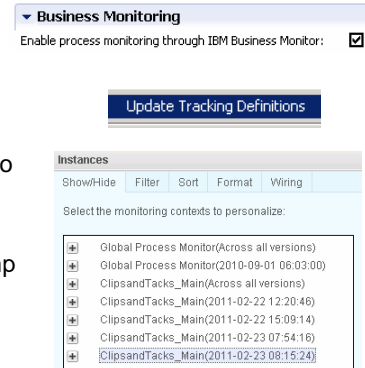 Business Monitoring
Enable process monitoring through IBM Business Monitor:
Update Tracking Definitions
o
Instances
Show/Hide Filter Sort Format Wiring
Select the monitoring contexts to personalize:
Global Process Monitor(Across all versions)
p
Global Process Monitor(2010-09-01 06:03:00)
ClipsandTacks_Main(Across all versions)
ClipsandTacks_Main(2011-02-22 12:20:46)
ClipsandTacks_Main(2011-02-22 15:09:14)
ClipsandTacks_Main(2011-02-23 07:54:16)
ClipsandTacks_Main(2011-02-23 08:15:24)